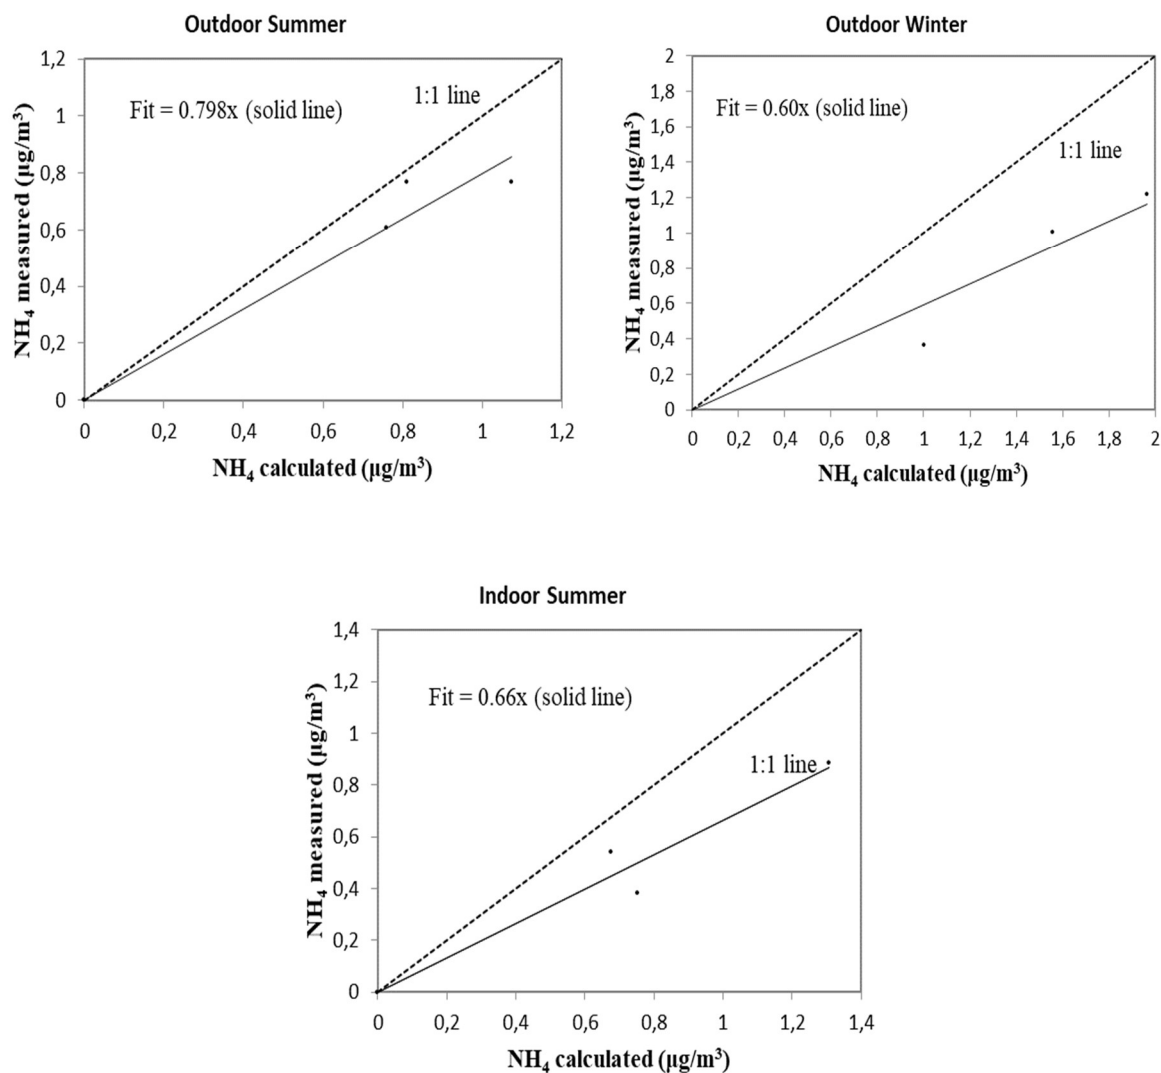 Outdoor Summer
1,2
1
0,8
0,6
0,4
0,2
0
NH₄ measured (µg/m³)
Fit = 0.798x (solid line)
1:1 line
0 0,2 0,4 0,6 0,8 1 1,2
NH₄ calculated (µg/m³)
Outdoor Winter
2
1,8
1,6
1,4
1,2
1
0,8
0,6
0,4
0,2
0
NH₄ measured (µg/m³)
Fit = 0.60x (solid line)
1:1 line
0 0,2 0,4 0,6 0,8 1 1,2 1,4 1,6 1,8 2
NH₄ calculated (µg/m³)
Indoor Summer
1,4
1,2
1
0,8
0,6
0,4
0,2
0
NH₄ measured (µg/m³)
Fit = 0.66x (solid line)
1:1 line
0 0,2 0,4 0,6 0,8 1 1,2 1,4
NH₄ calculated (µg/m³)